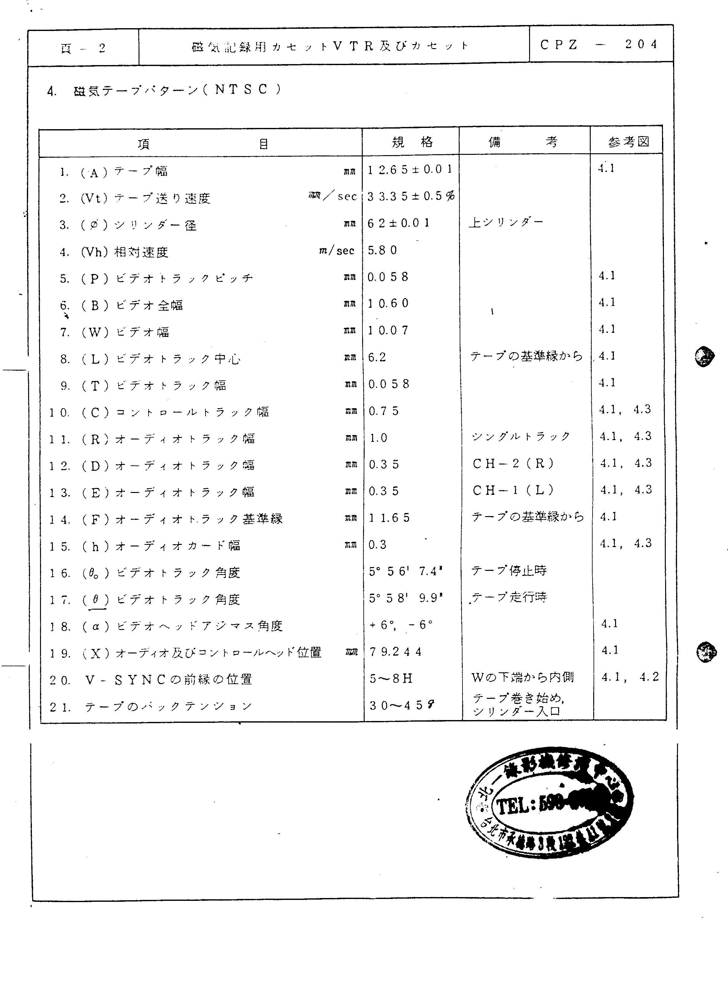 頁 - 2 磁気記録用カセットVTR及びカセット CPZ - 204
4. 磁気テープパターン(NTSC)
項目 規格 備考 参考図
1. (A) テープ幅 mm 12.65±0.01 4.1
2. (Vt) テープ送り速度 mm/sec 33.35±0.5%
3. (ø) シリンダー径 mm 62±0.01 上シリンダー
4. (Vh) 相対速度 m/sec 5.80
5. (P) ビデオトラックピッチ mm 0.058 4.1
6. (B) ビデオ全幅 mm 10.60 4.1
7. (W) ビデオ幅 mm 10.07 4.1
8. (L) ビデオトラック中心 mm 6.2 テープの基準縁から 4.1
9. (T) ビデオトラック幅 mm 0.058 4.1
10. (C) コントロールトラック幅 mm 0.75 4.1, 4.3
11. (R) オーディオトラック幅 mm 1.0 シングルトラック 4.1, 4.3
12. (D) オーディオトラック幅 mm 0.35 CH-2(R) 4.1, 4.3
13. (E) オーディオトラック幅 mm 0.35 CH-1(L) 4.1, 4.3
14. (F) オーディオトラック基準縁 mm 11.65 テープの基準縁から 4.1
15. (h) オーディオガード幅 mm 0.3 4.1, 4.3
16. (θ₀) ビデオトラック角度 5° 56' 7.4" テープ停止時
17. (θ) ビデオトラック角度 5° 58' 9.9" テープ走行時
18. (α) ビデオヘッドアジマス角度 +6°, -6° 4.1
19. (X) オーディオ及びコントロールヘッド位置 mm 79.244 4.1
20. V-SYNCの前縁の位置 5~8H Wの下端から内側 4.1, 4.2
21. テープのバックテンション 30~45g テープ巻き始め,
シリンダー入口
北一錄影機修理中心
TEL:593-
台北市承德路3段